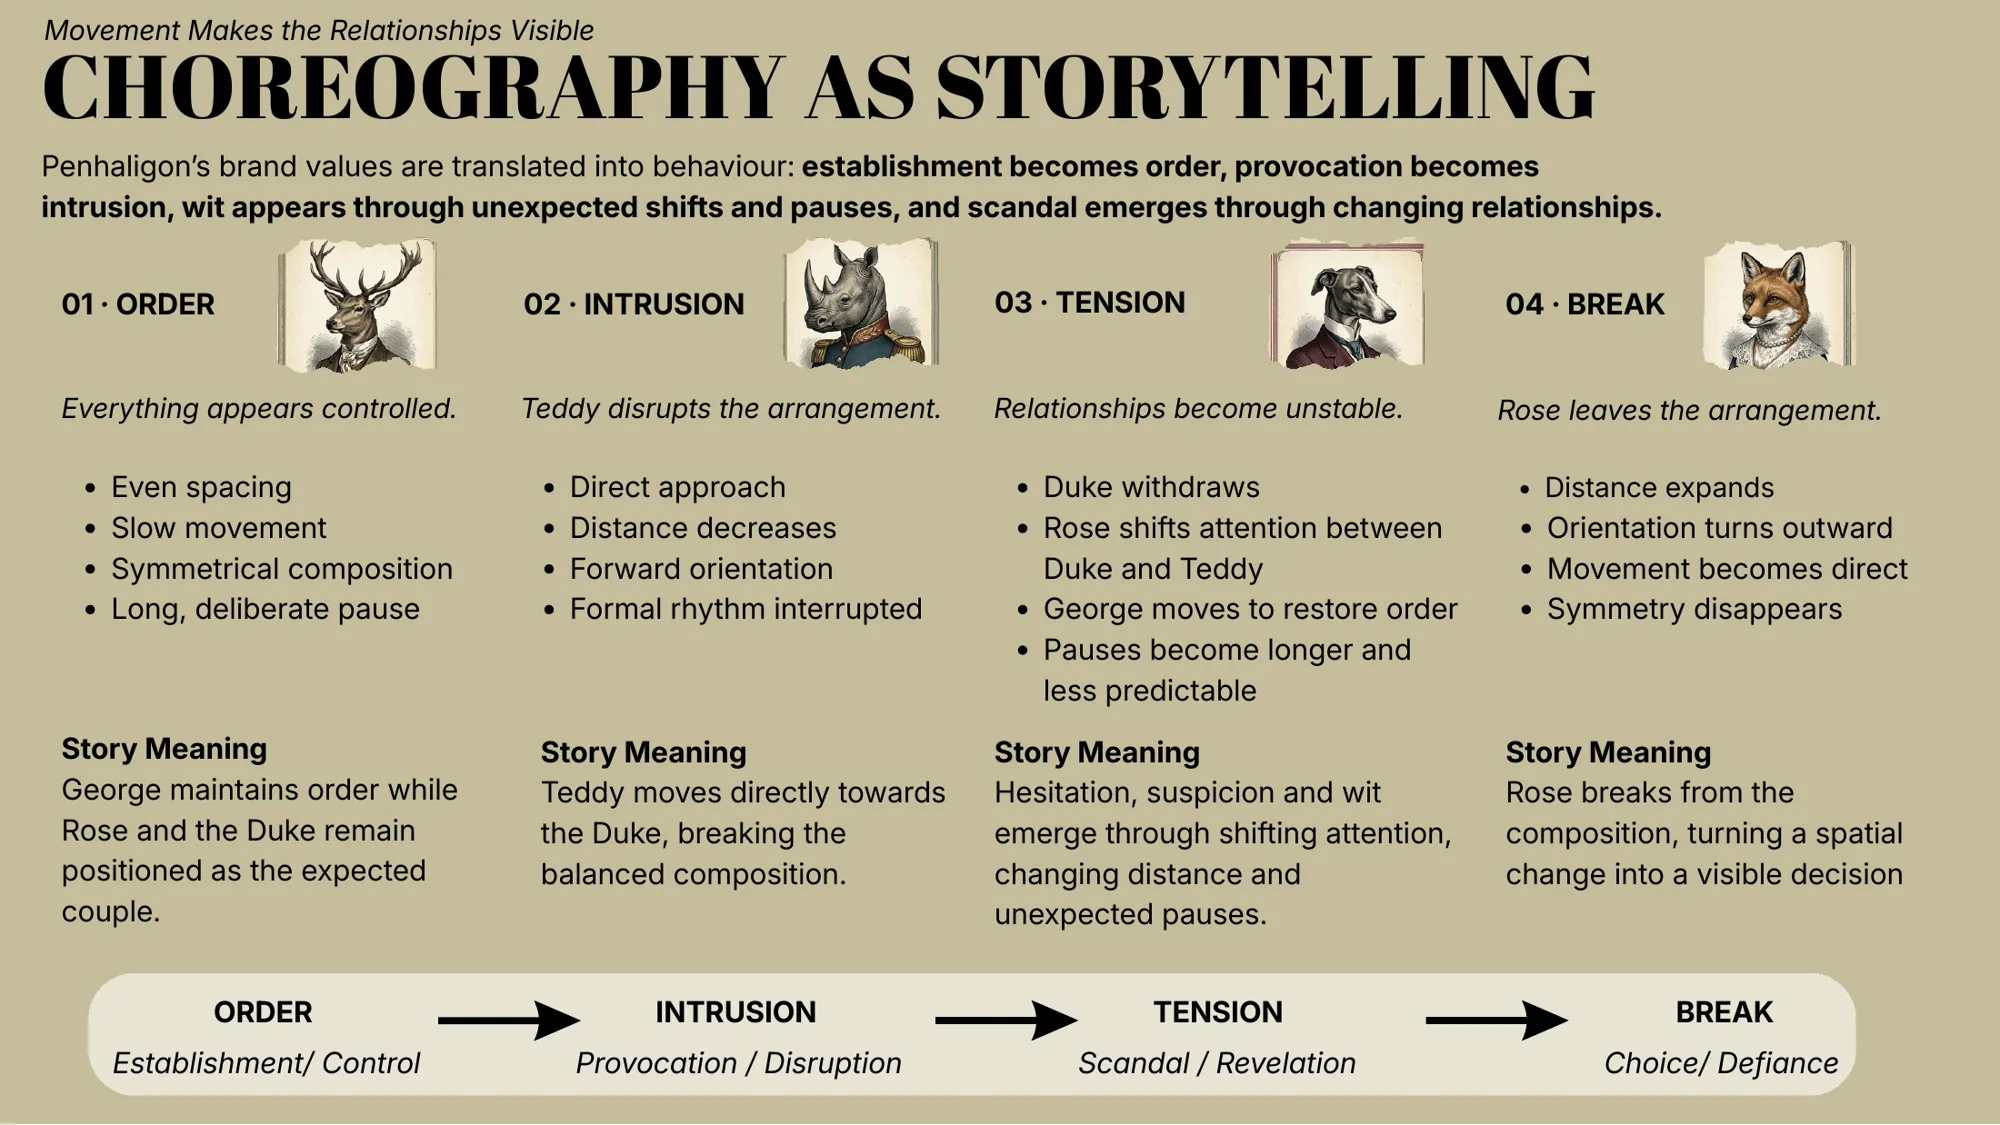 Movement Makes the Relationships Visible
CHOREOGRAPHY AS STORYTELLING
Penhaligon’s brand values are translated into behaviour: establishment becomes order, provocation becomes
intrusion, wit appears through unexpected shifts and pauses, and scandal emerges through changing relationships.
01 · ORDER
Everything appears controlled.
• Even spacing
• Slow movement
• Symmetrical composition
• Long, deliberate pause
Story Meaning
George maintains order while
Rose and the Duke remain
positioned as the expected
couple.
02 · INTRUSION
Teddy disrupts the arrangement.
• Direct approach
• Distance decreases
• Forward orientation
• Formal rhythm interrupted
Story Meaning
Teddy moves directly towards
the Duke, breaking the
balanced composition.
03 · TENSION
Relationships become unstable.
• Duke withdraws
• Rose shifts attention between
Duke and Teddy
• George moves to restore order
• Pauses become longer and
less predictable
Story Meaning
Hesitation, suspicion and wit
emerge through shifting attention,
changing distance and
unexpected pauses.
04 · BREAK
Rose leaves the arrangement.
• Distance expands
• Orientation turns outward
• Movement becomes direct
• Symmetry disappears
Story Meaning
Rose breaks from the
composition, turning a spatial
change into a visible decision
ORDER
Establishment/ Control
INTRUSION
Provocation / Disruption
TENSION
Scandal / Revelation
BREAK
Choice/ Defiance